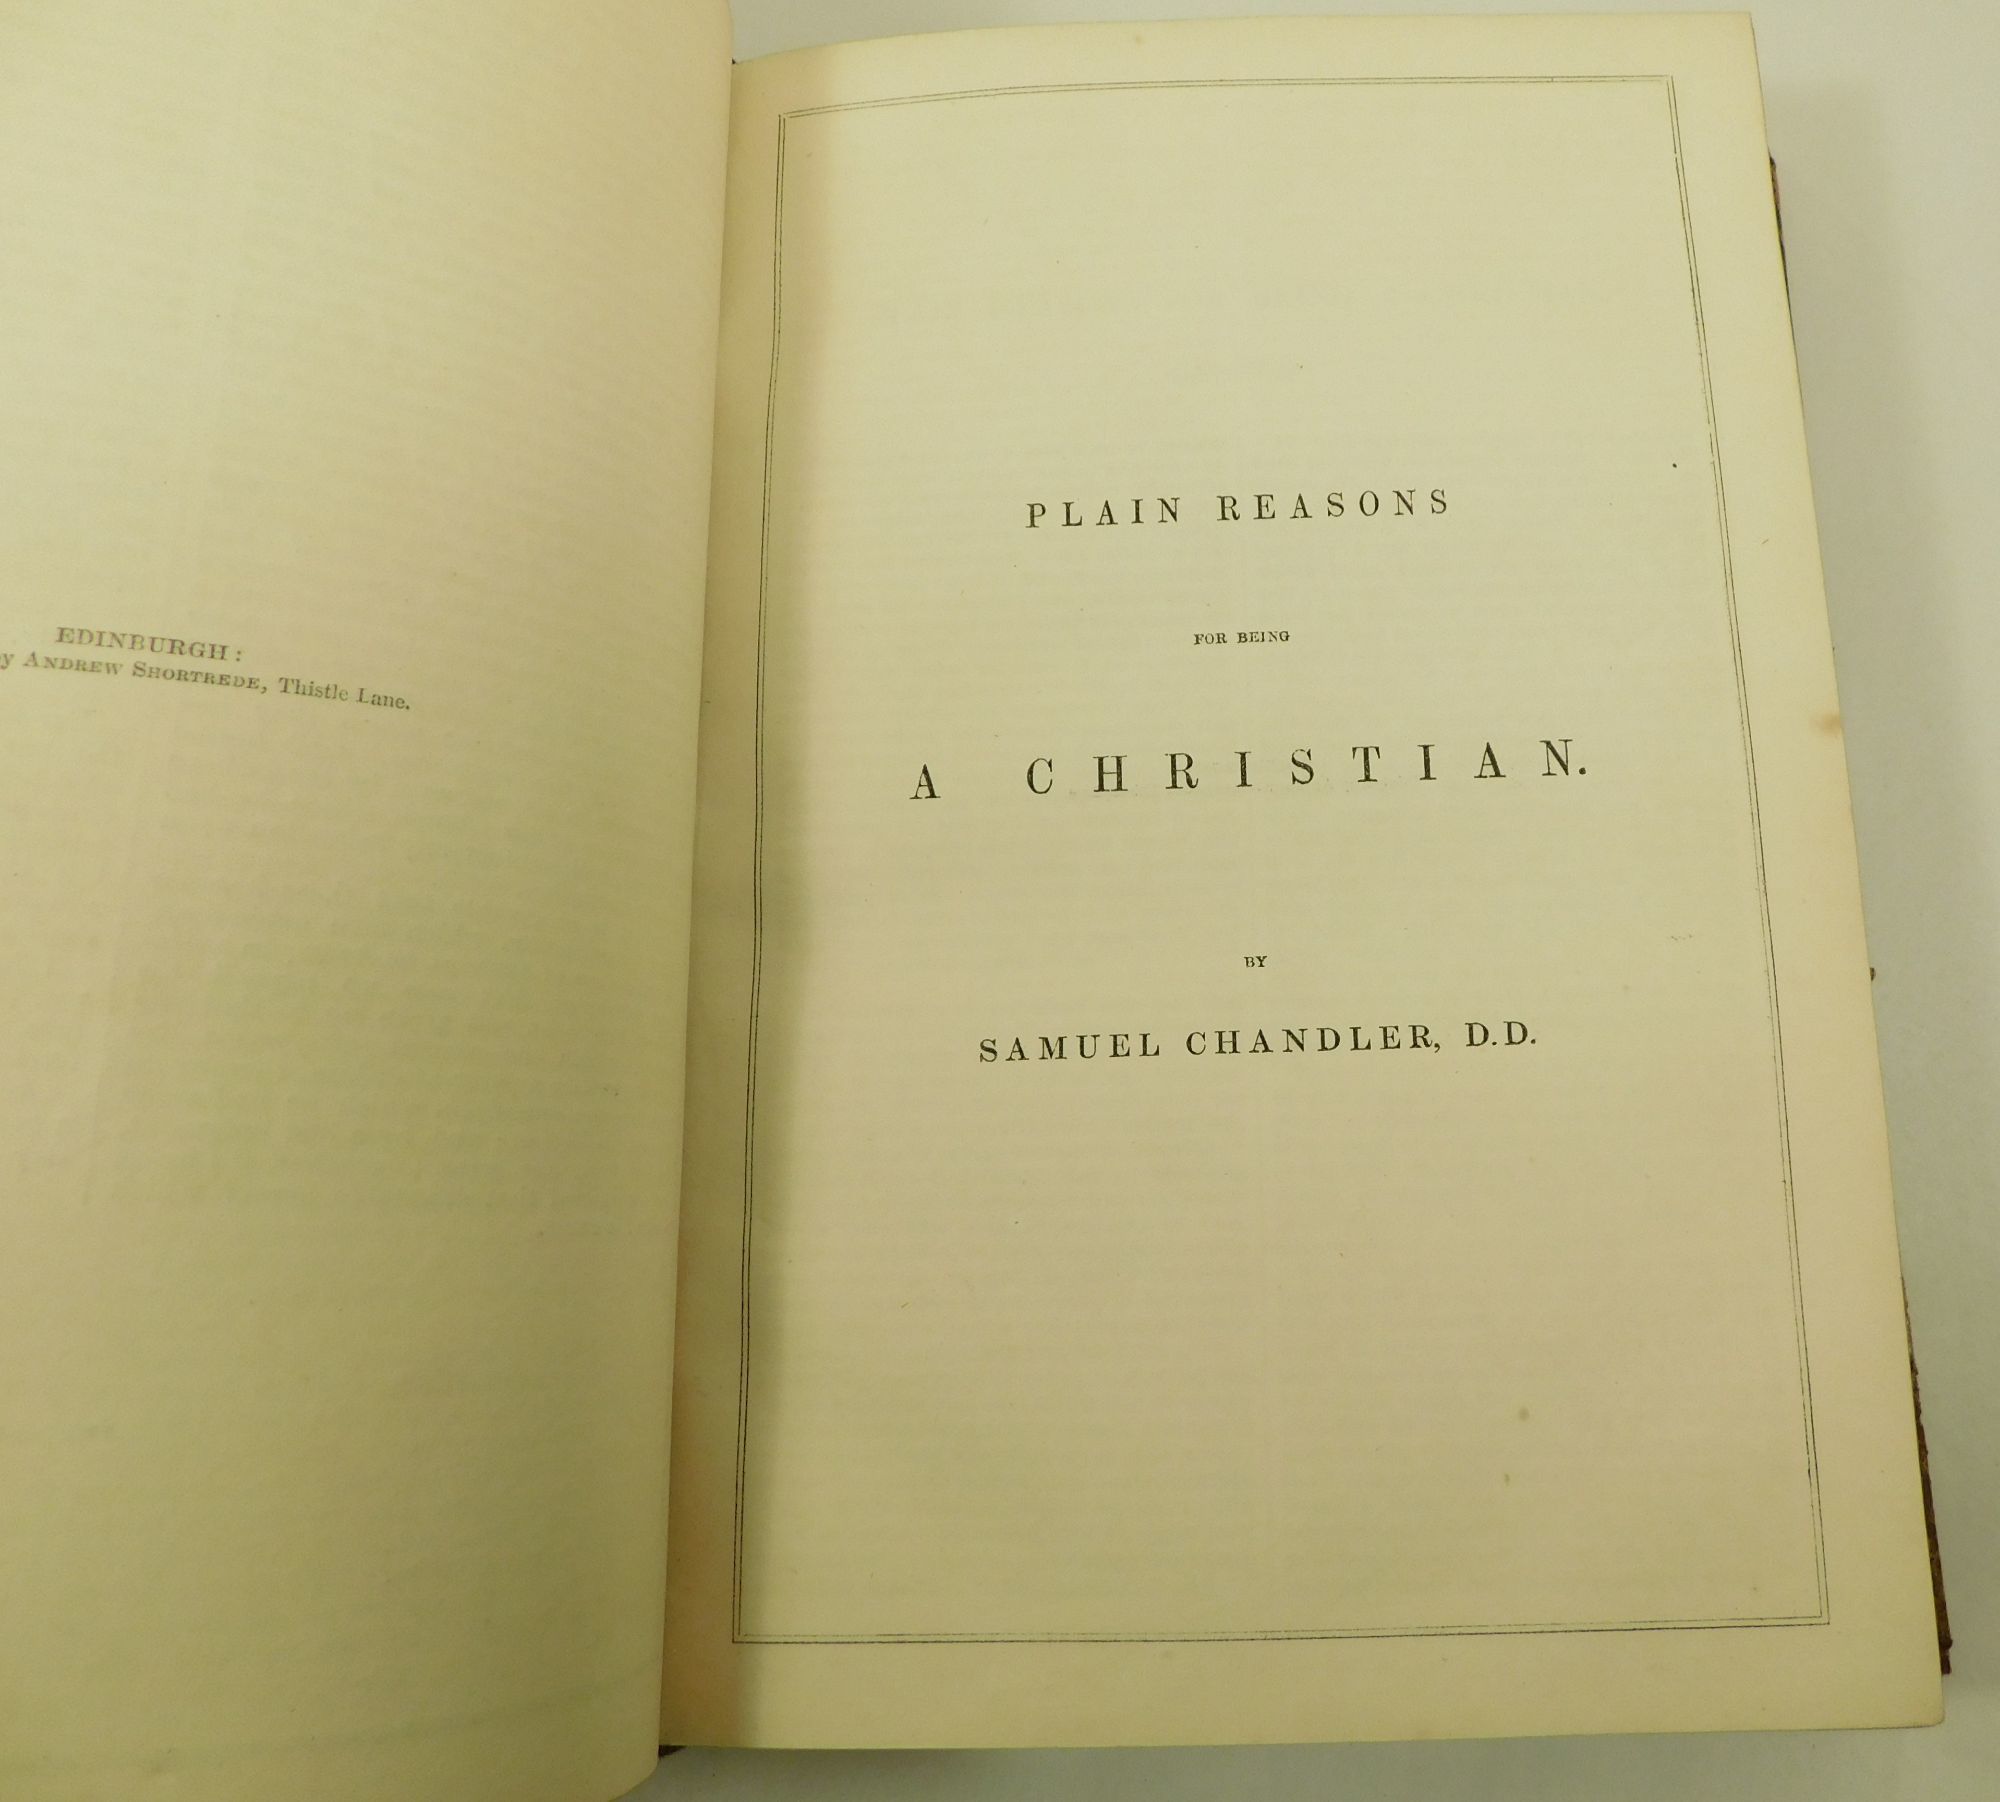 EDINBURGH:
ANDREW SHORTREDE, Thistle Lane.
PLAIN REASONS
FOR BEING
A CHRISTIAN.
BY
SAMUEL CHANDLER, D.D.